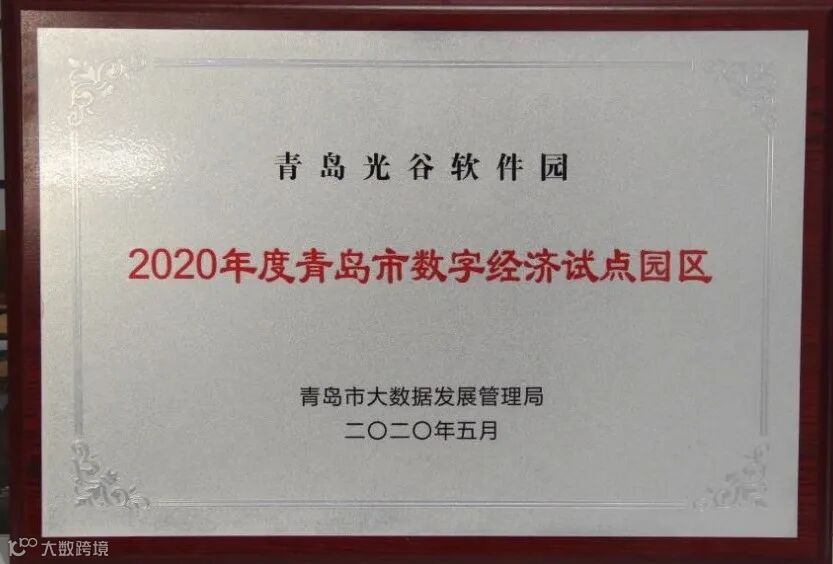 青岛光谷软件园
2020年度青岛市数字经济试点园区
青岛市大数据发展管理局
二〇二〇年五月
大数跨境